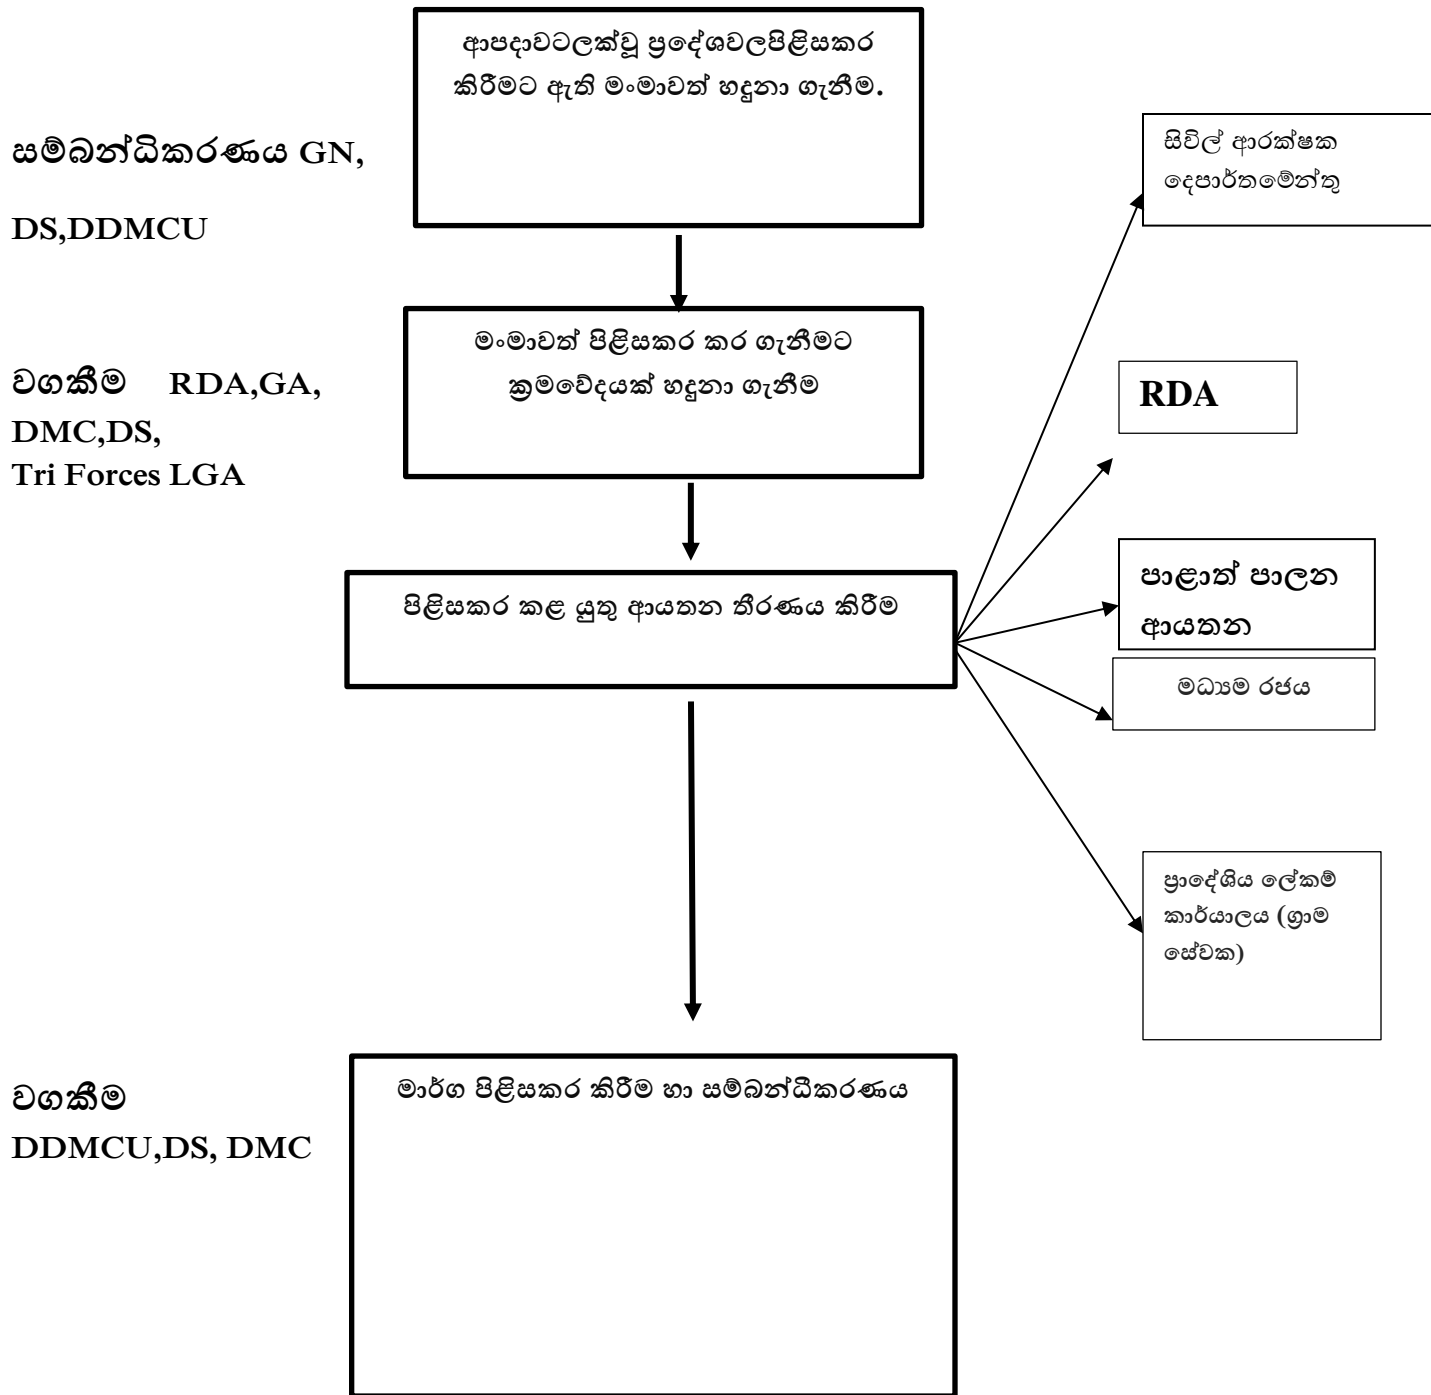 ආපදාවටලක්වූ ප්‍රදේශවලපිළිසකර
කිරීමට ඇති මංමාවත් හදුනා ගැනීම.
සම්බන්ධිකරණය GN,
DS,DDMCU
සිවිල් ආරක්ෂක
දෙපාර්තමේන්තු
මංමාවත් පිළිසකර කර ගැනීමට
ක්‍රමවේදයක් හදුනා ගැනීම
වගකීම RDA,GA,
DMC,DS,
Tri Forces LGA
RDA
පිළිසකර කළ යුතු ආයතන තීරණය කිරීම
පාළාත් පාලන
ආයතන
මධ්‍යම රජය
ප්‍රාදේශිය ලේකම්
කාර්යාලය (ග්‍රාම
සේවක)
වගකීම
DDMCU,DS, DMC
මාර්ග පිළිසකර කිරීම හා සම්බන්ධීකරණය